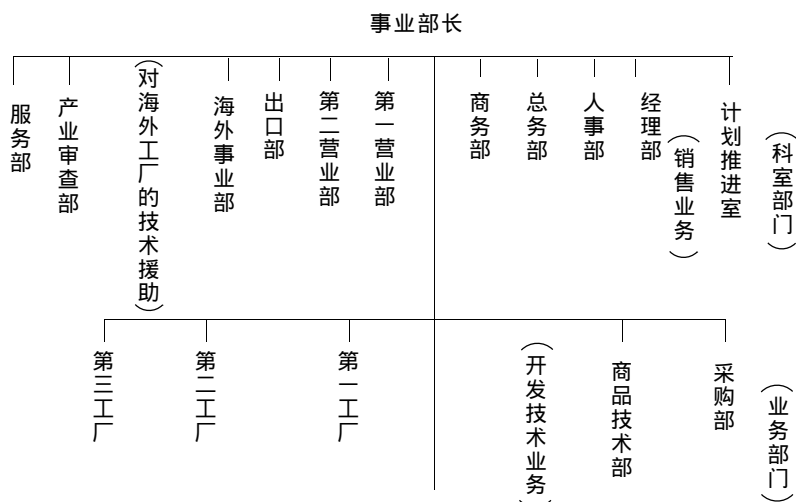 事业部长
服务部
产业审查部
（对海外工厂的技术援助）
海外事业部
出口部
第二营业部
第一营业部
商务部
总务部
人事部
经理部
（销售业务）
计划推进室
（科室部门）
第三工厂
第二工厂
第一工厂
（开发技术业务）
商品技术部
采购部
（业务部门）